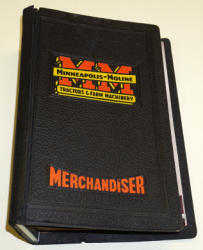 MM
MINNEAPOLIS-MOLINE
TRACTORS & FARM MACHINERY
MERCHANDiSER